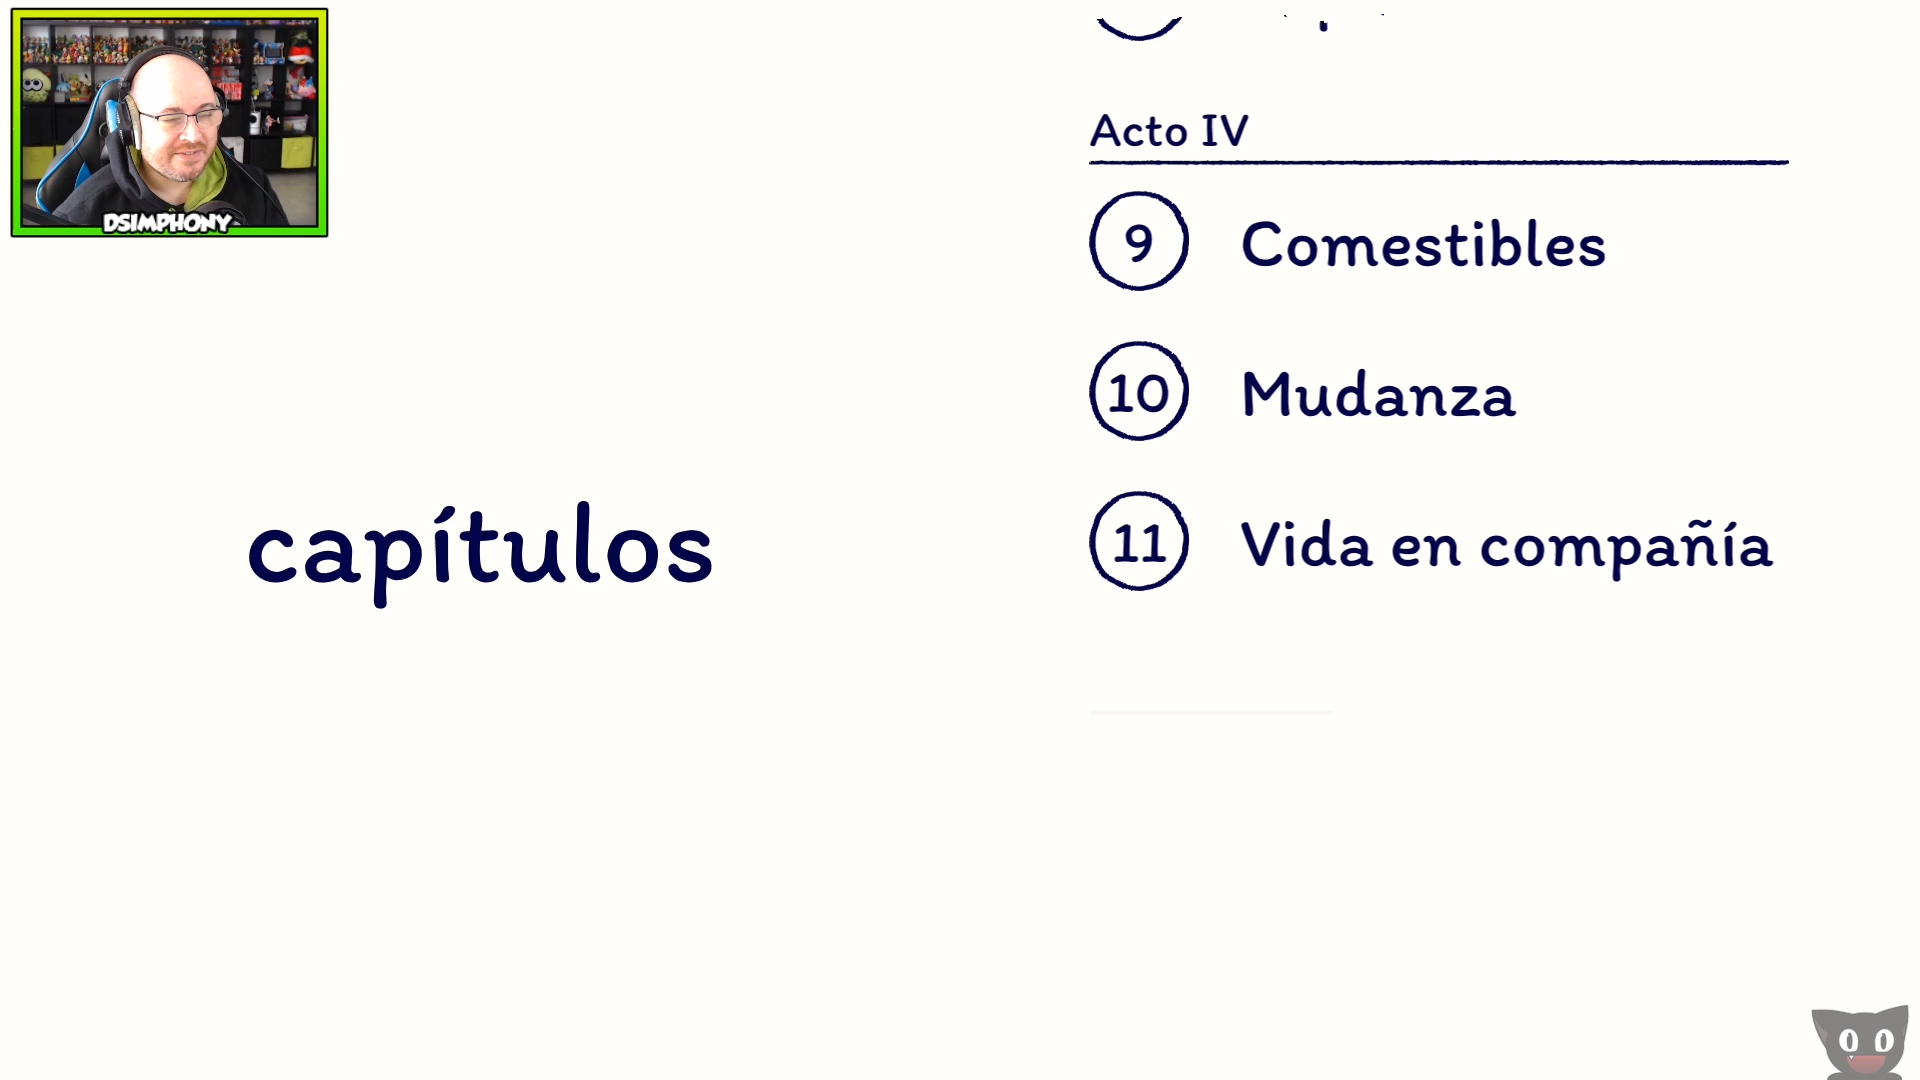 DSIMPHONY
capítulos
Acto IV
9 Comestibles
10 Mudanza
11 Vida en compañía